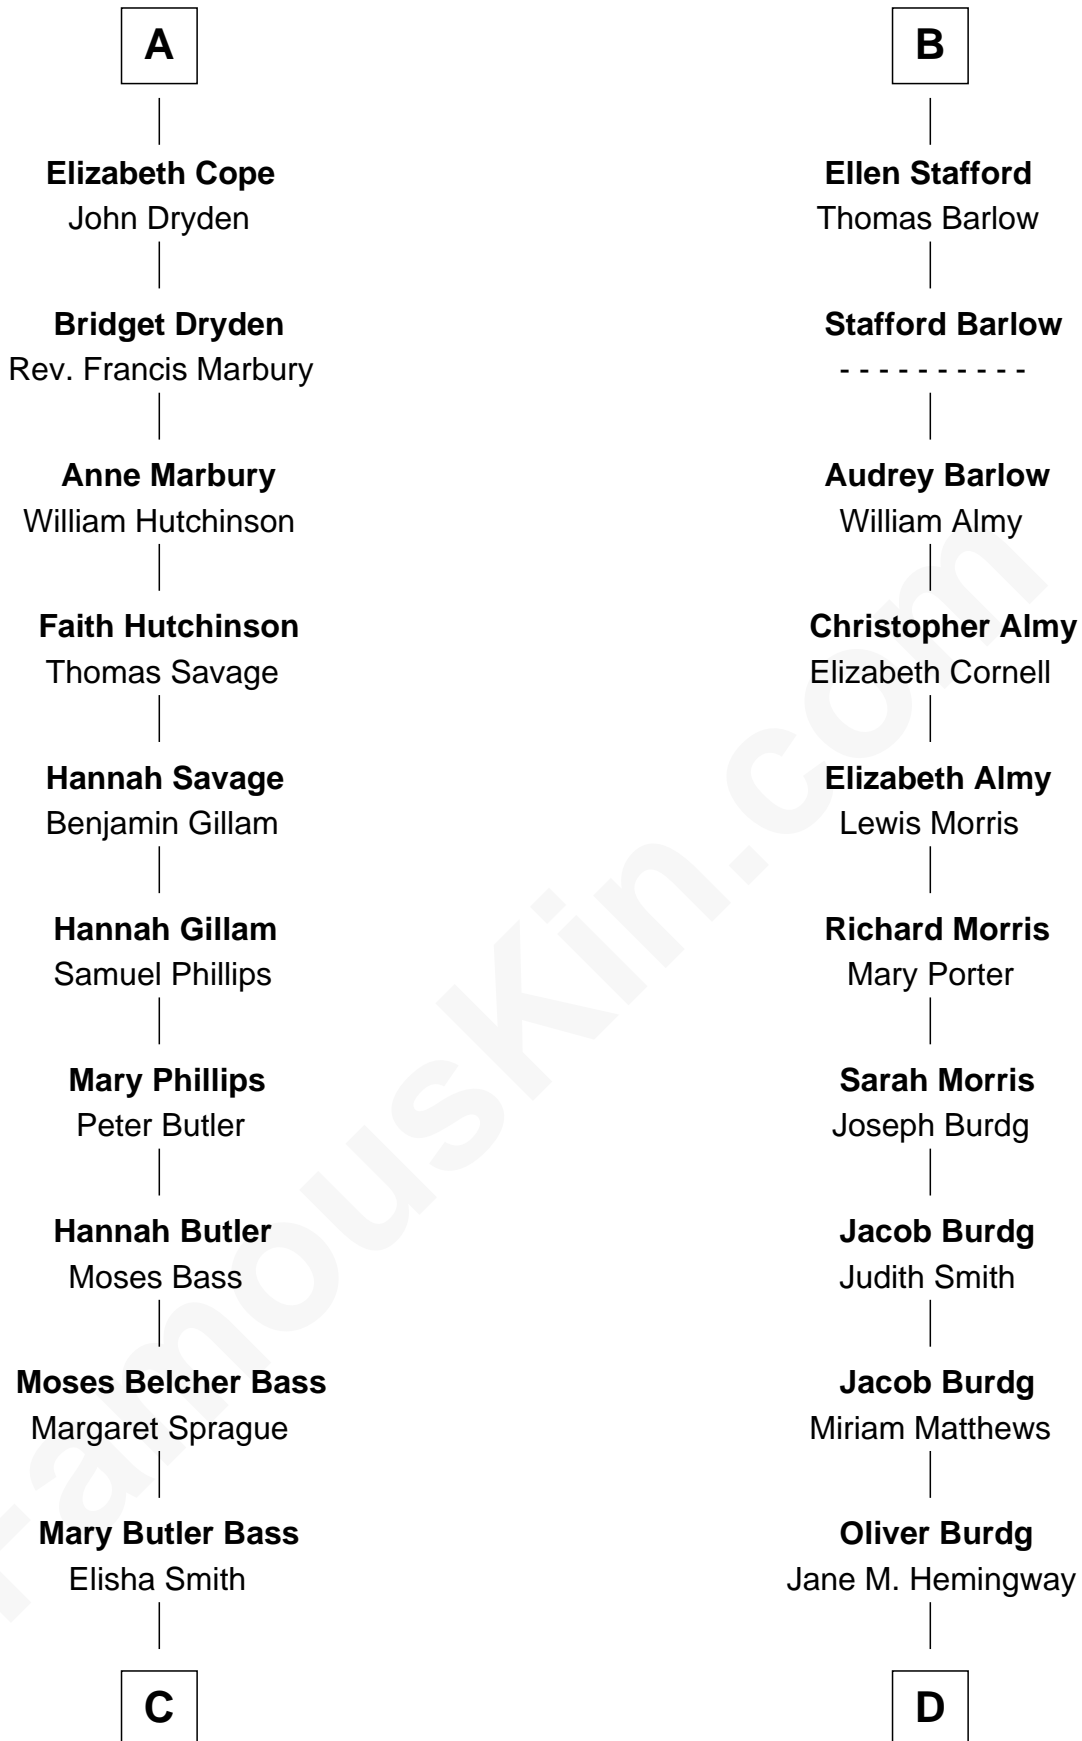 A
Elizabeth Cope
John Dryden
Bridget Dryden
Rev. Francis Marbury
Anne Marbury
William Hutchinson
Faith Hutchinson
Thomas Savage
Hannah Savage
Benjamin Gillam
Hannah Gillam
Samuel Phillips
Mary Phillips
Peter Butler
Hannah Butler
Moses Bass
Moses Belcher Bass
Margaret Sprague
Mary Butler Bass
Elisha Smith
C
B
Ellen Stafford
Thomas Barlow
Stafford Barlow
- - - - - - - - - -
Audrey Barlow
William Almy
Christopher Almy
Elizabeth Cornell
Elizabeth Almy
Lewis Morris
Richard Morris
Mary Porter
Sarah Morris
Joseph Burdg
Jacob Burdg
Judith Smith
Jacob Burdg
Miriam Matthews
Oliver Burdg
Jane M. Hemingway
D
FamousKin.com